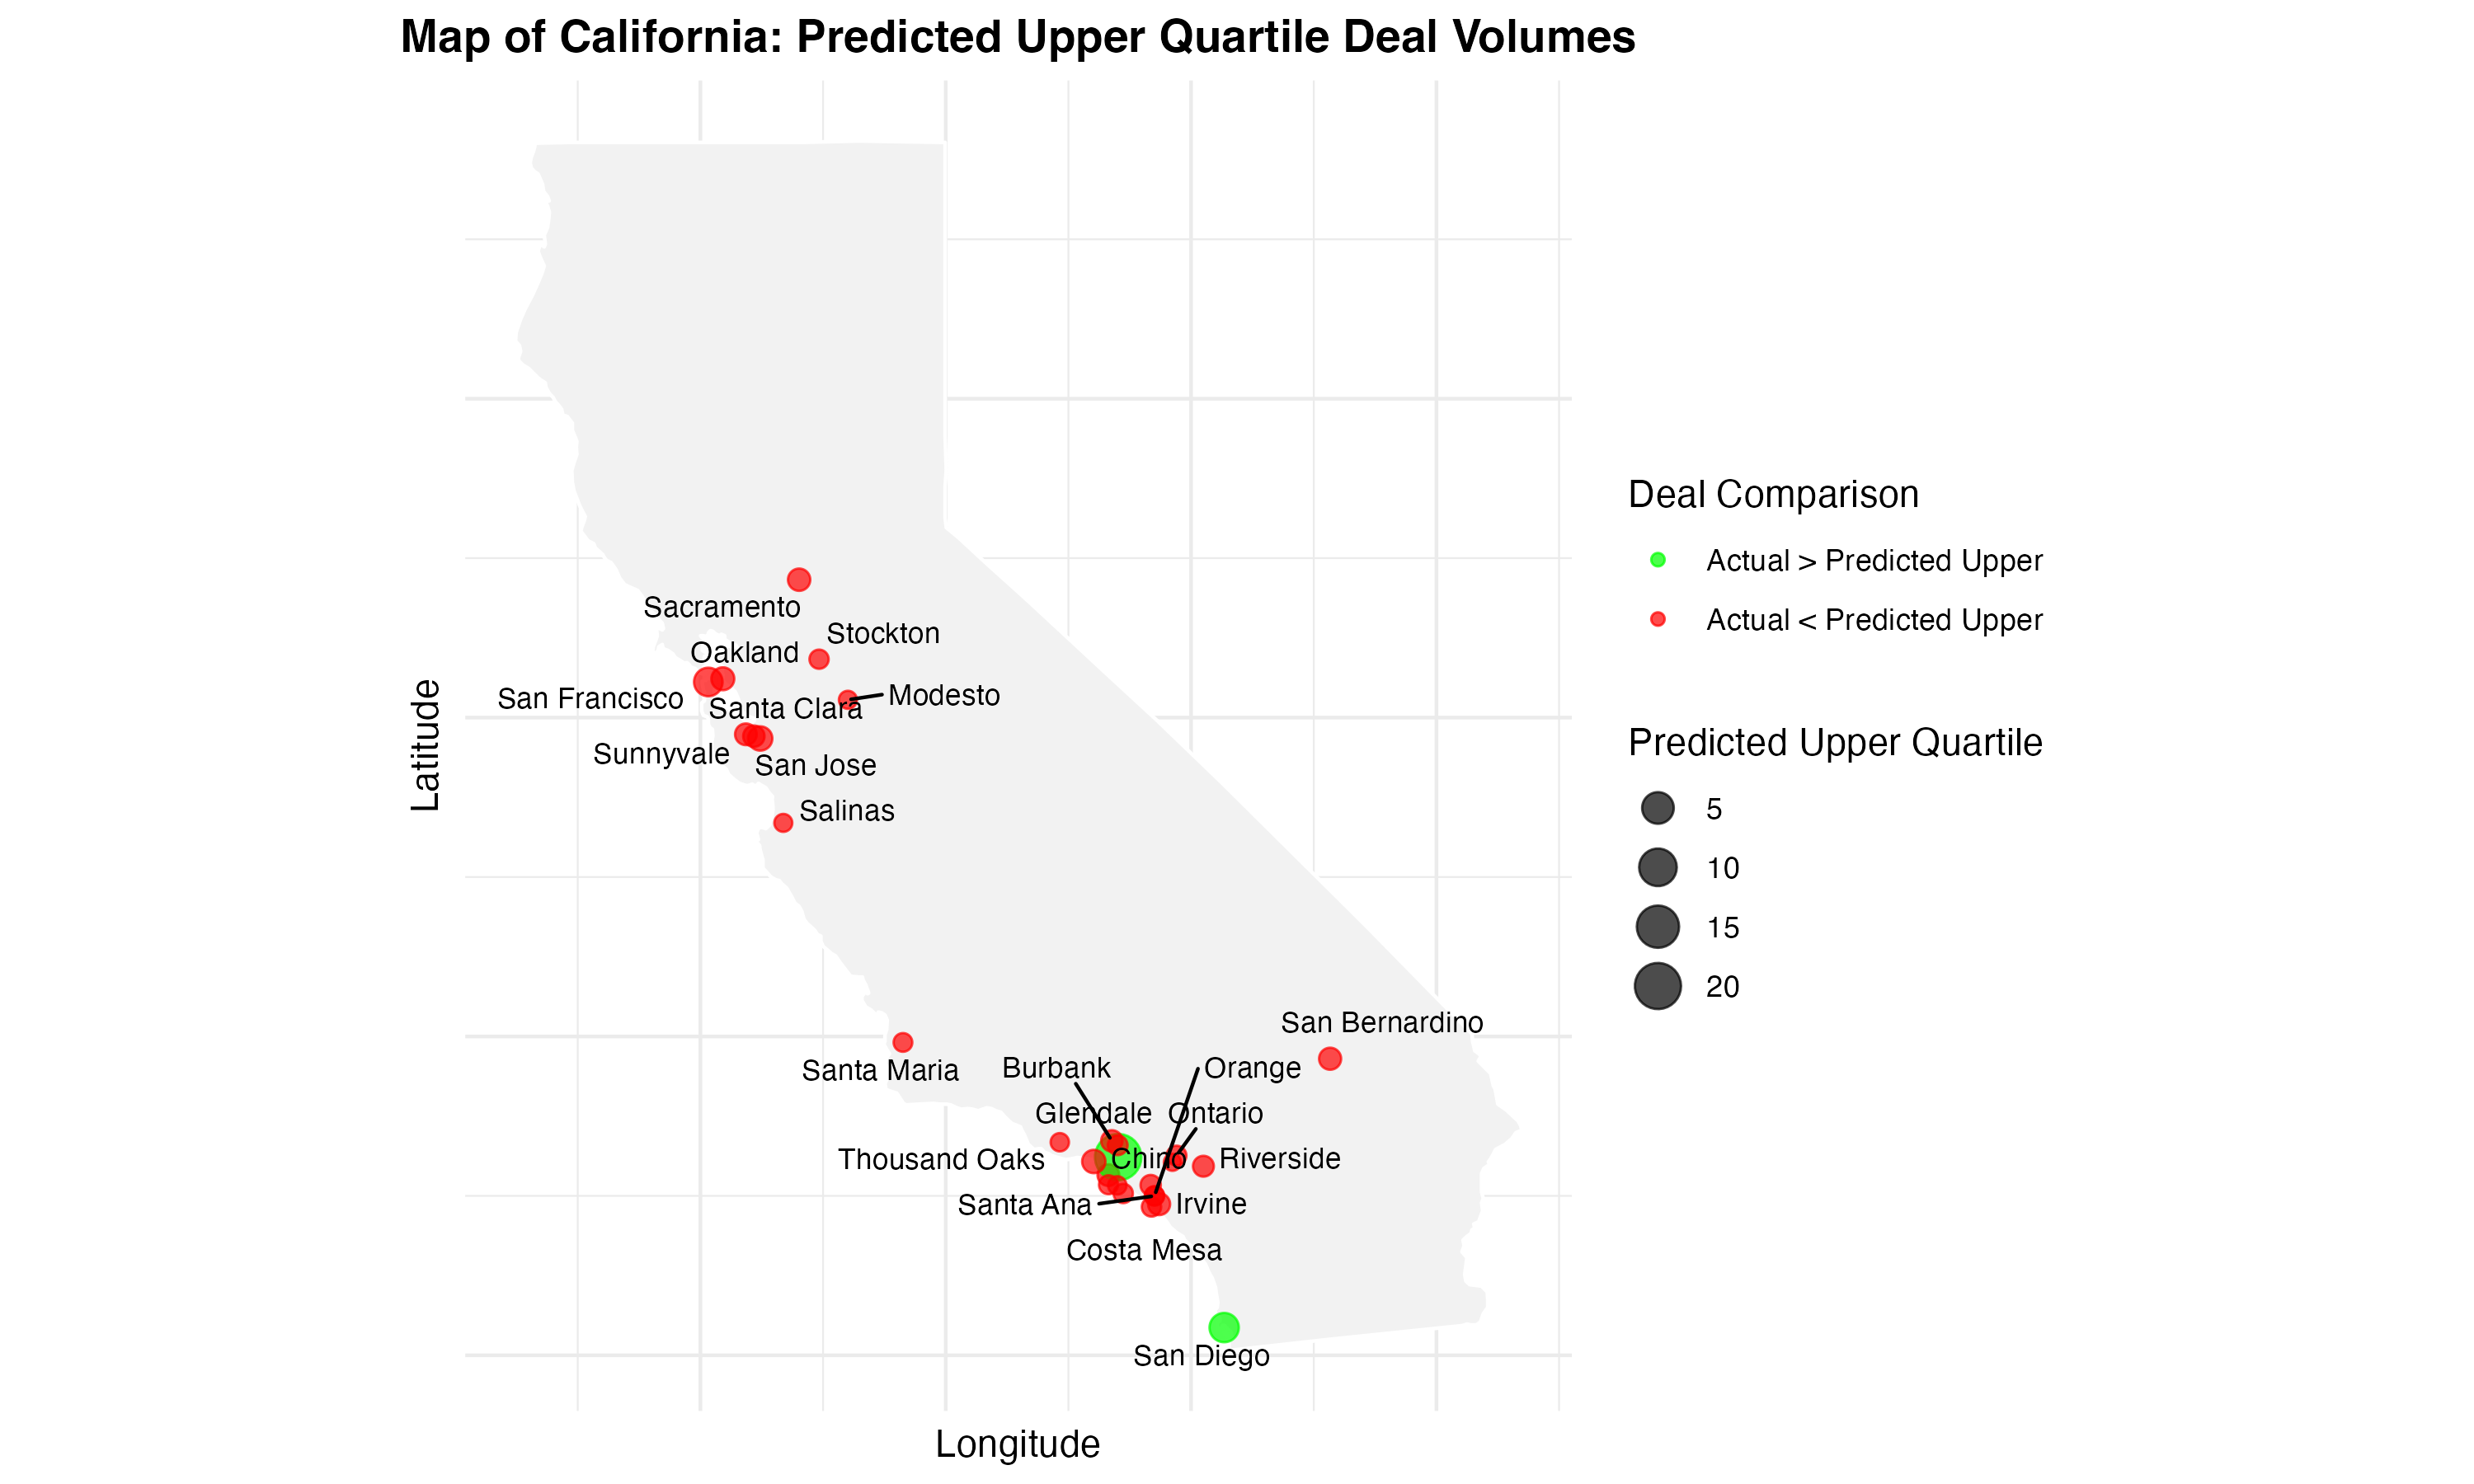 Map of California: Predicted Upper Quartile Deal Volumes
Latitude
Sacramento
Stockton
Oakland
San Francisco
Modesto
Santa Clara
Sunnyvale
San Jose
Salinas
San Bernardino
Santa Maria
Burbank
Orange
Glendale
Ontario
Thousand Oaks
Chino
Riverside
Santa Ana
Irvine
Costa Mesa
San Diego
Longitude
Deal Comparison
Actual > Predicted Upper
Actual < Predicted Upper
Predicted Upper Quartile
5
10
15
20